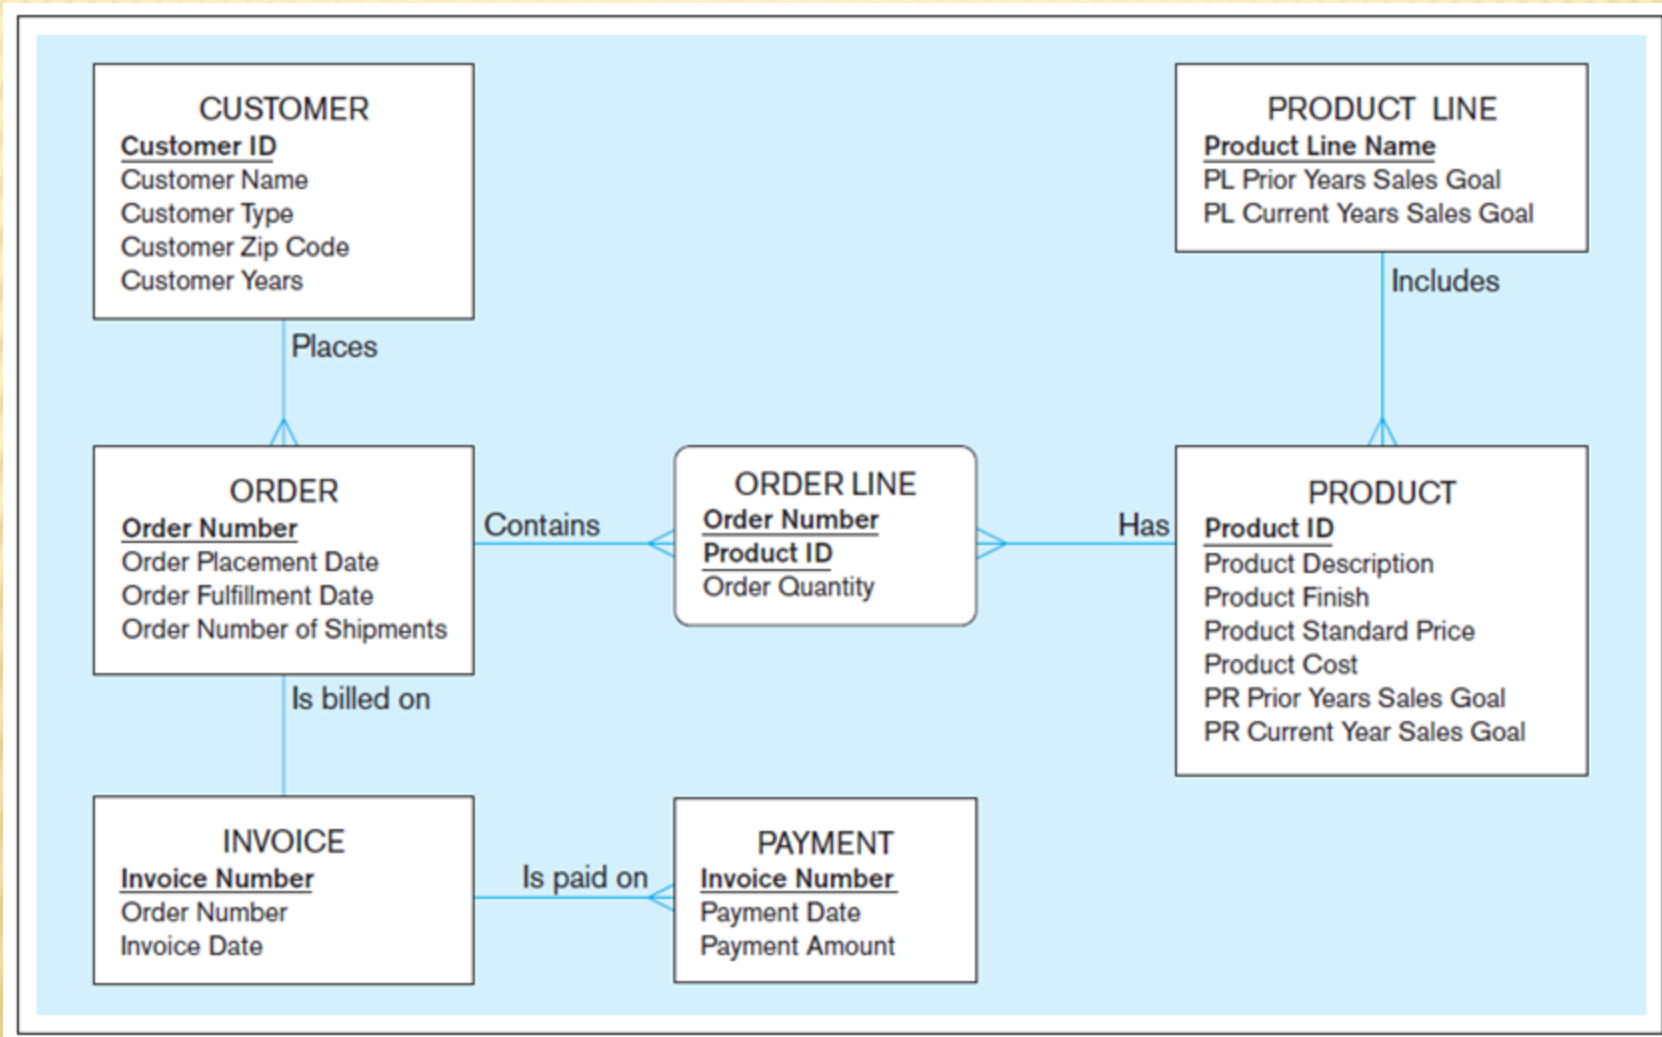 CUSTOMER
Customer ID
Customer Name
Customer Type
Customer Zip Code
Customer Years
PRODUCT LINE
Product Line Name
PL Prior Years Sales Goal
PL Current Years Sales Goal
Places
Includes
ORDER
Order Number
Order Placement Date
Order Fulfillment Date
Order Number of Shipments
Contains
ORDER LINE
Order Number
Product ID
Order Quantity
Has
PRODUCT
Product ID
Product Description
Product Finish
Product Standard Price
Product Cost
PR Prior Years Sales Goal
PR Current Year Sales Goal
Is billed on
INVOICE
Invoice Number
Order Number
Invoice Date
Is paid on
PAYMENT
Invoice Number
Payment Date
Payment Amount